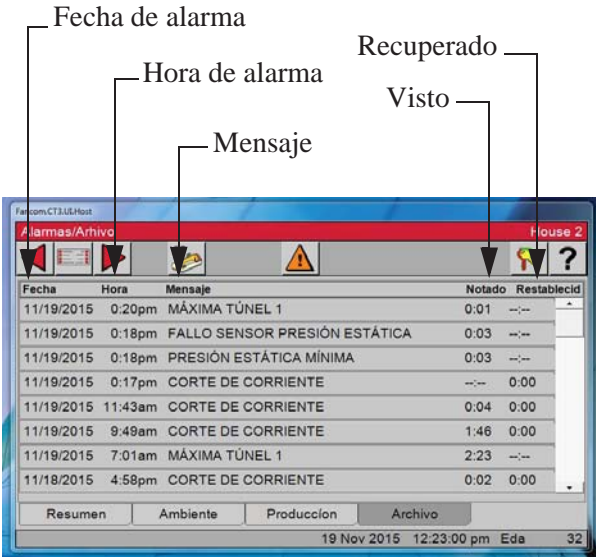 Fecha de alarma
Recuperado
Hora de alarma
Visto
Mensaje
Fancom.CT3.UI.Host
Alarmas/Arhivo House 2
?
Fecha Hora Mensaje Notado Restablecid
11/19/2015 0:20pm MÁXIMA TÚNEL 1 0:01 --:--
11/19/2015 0:18pm FALLO SENSOR PRESIÓN ESTÁTICA 0:03 --:--
11/19/2015 0:18pm PRESIÓN ESTÁTICA MÍNIMA 0:03 --:--
11/19/2015 0:17pm CORTE DE CORRIENTE --:-- 0:00
11/19/2015 11:43am CORTE DE CORRIENTE 0:04 0:00
11/19/2015 9:49am CORTE DE CORRIENTE 1:46 0:00
11/19/2015 7:01am MÁXIMA TÚNEL 1 2:23 --:--
11/18/2015 4:58pm CORTE DE CORRIENTE 0:02 0:00
Resumen Ambiente Produccíon Archivo
19 Nov 2015 12:23:00 pm Eda 32